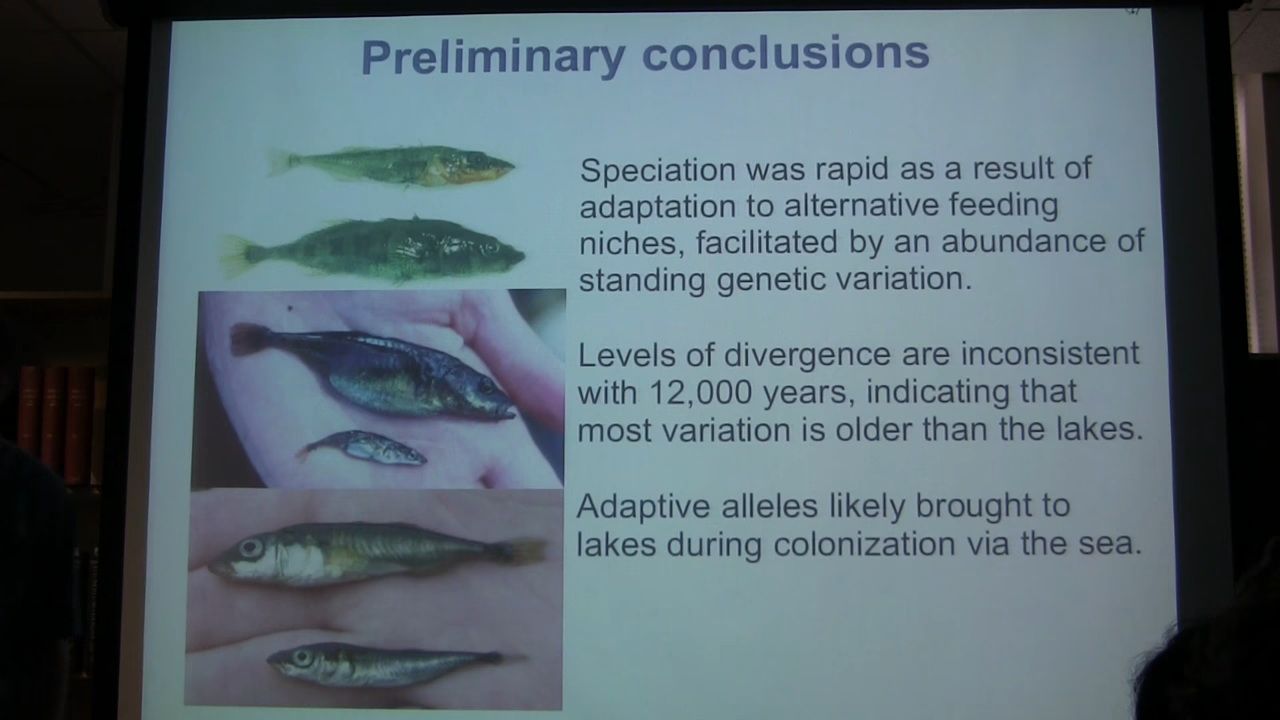 Preliminary conclusions
Speciation was rapid as a result of
adaptation to alternative feeding
niches, facilitated by an abundance of
standing genetic variation.
Levels of divergence are inconsistent
with 12,000 years, indicating that
most variation is older than the lakes.
Adaptive alleles likely brought to
lakes during colonization via the sea.